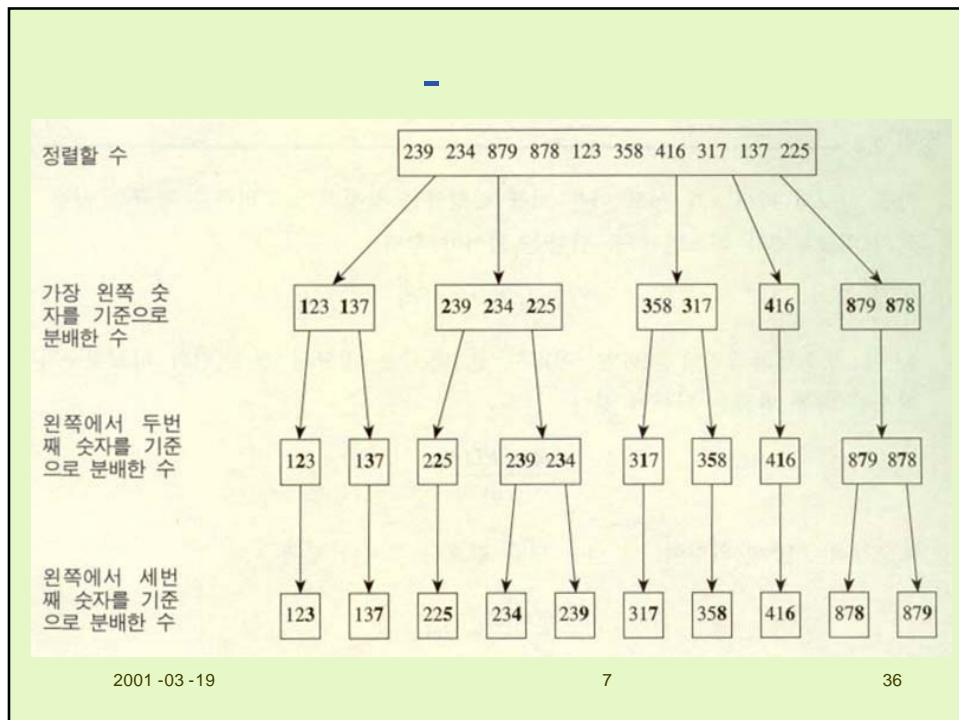 -
정렬할 수
239 234 879 878 123 358 416 317 137 225
가장 왼쪽 숫
자를 기준으로
분배한 수
123 137
239 234 225
358 317
416
879 878
왼쪽에서 두번
째 숫자를 기준
으로 분배한 수
123
137
225
239 234
317
358
416
879 878
왼쪽에서 세번
째 숫자를 기준
으로 분배한 수
123
137
225
234
239
317
358
416
878
879
2001 -03 -19
7
36